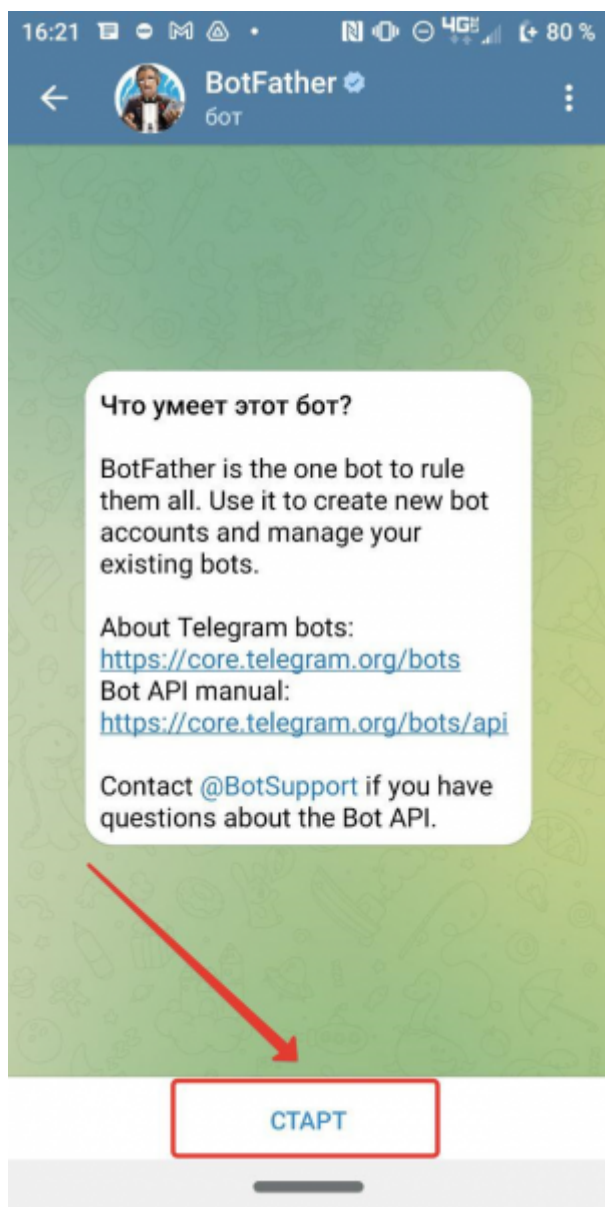 16:21 4G 80 %
BotFather
бот
Что умеет этот бот?
BotFather is the one bot to rule
them all. Use it to create new bot
accounts and manage your
existing bots.
About Telegram bots:
https://core.telegram.org/bots
Bot API manual:
https://core.telegram.org/bots/api
Contact @BotSupport if you have
questions about the Bot API.
СТАРТ